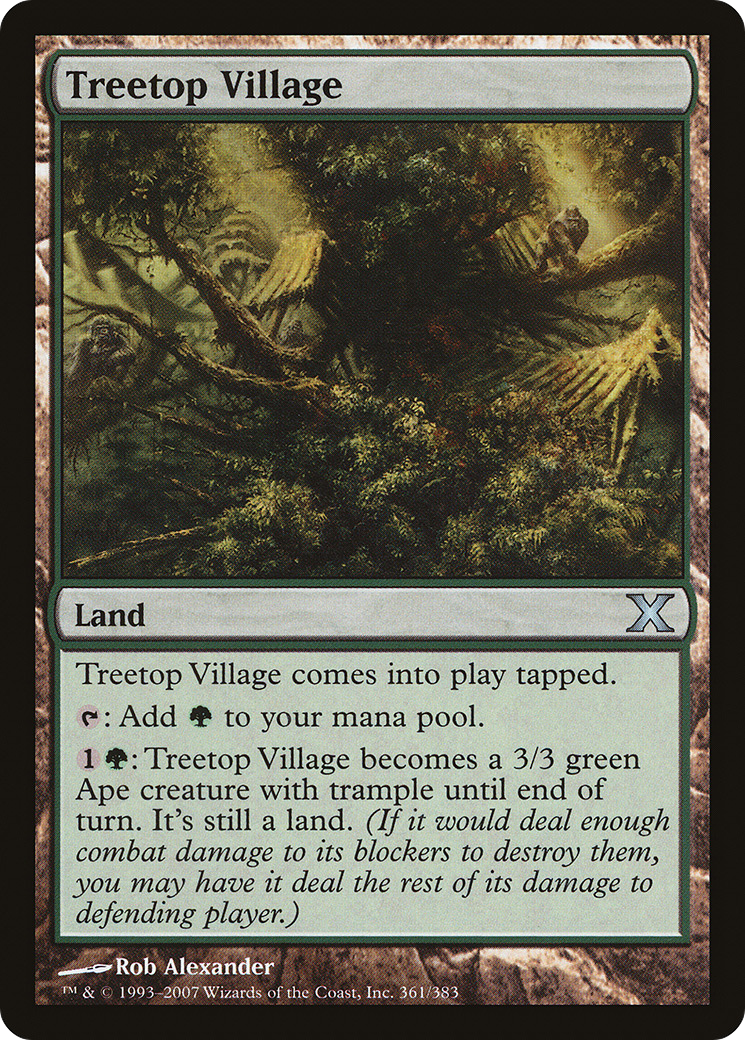 Treetop Village
Land
X
Treetop Village comes into play tapped.
: Add to your mana pool.
1 : Treetop Village becomes a 3/3 green
Ape creature with trample until end of
turn. It's still a land. (If it would deal enough
combat damage to its blockers to destroy them,
you may have it deal the rest of its damage to
defending player.)
Rob Alexander
™ & © 1993–2007 Wizards of the Coast, Inc. 361/383